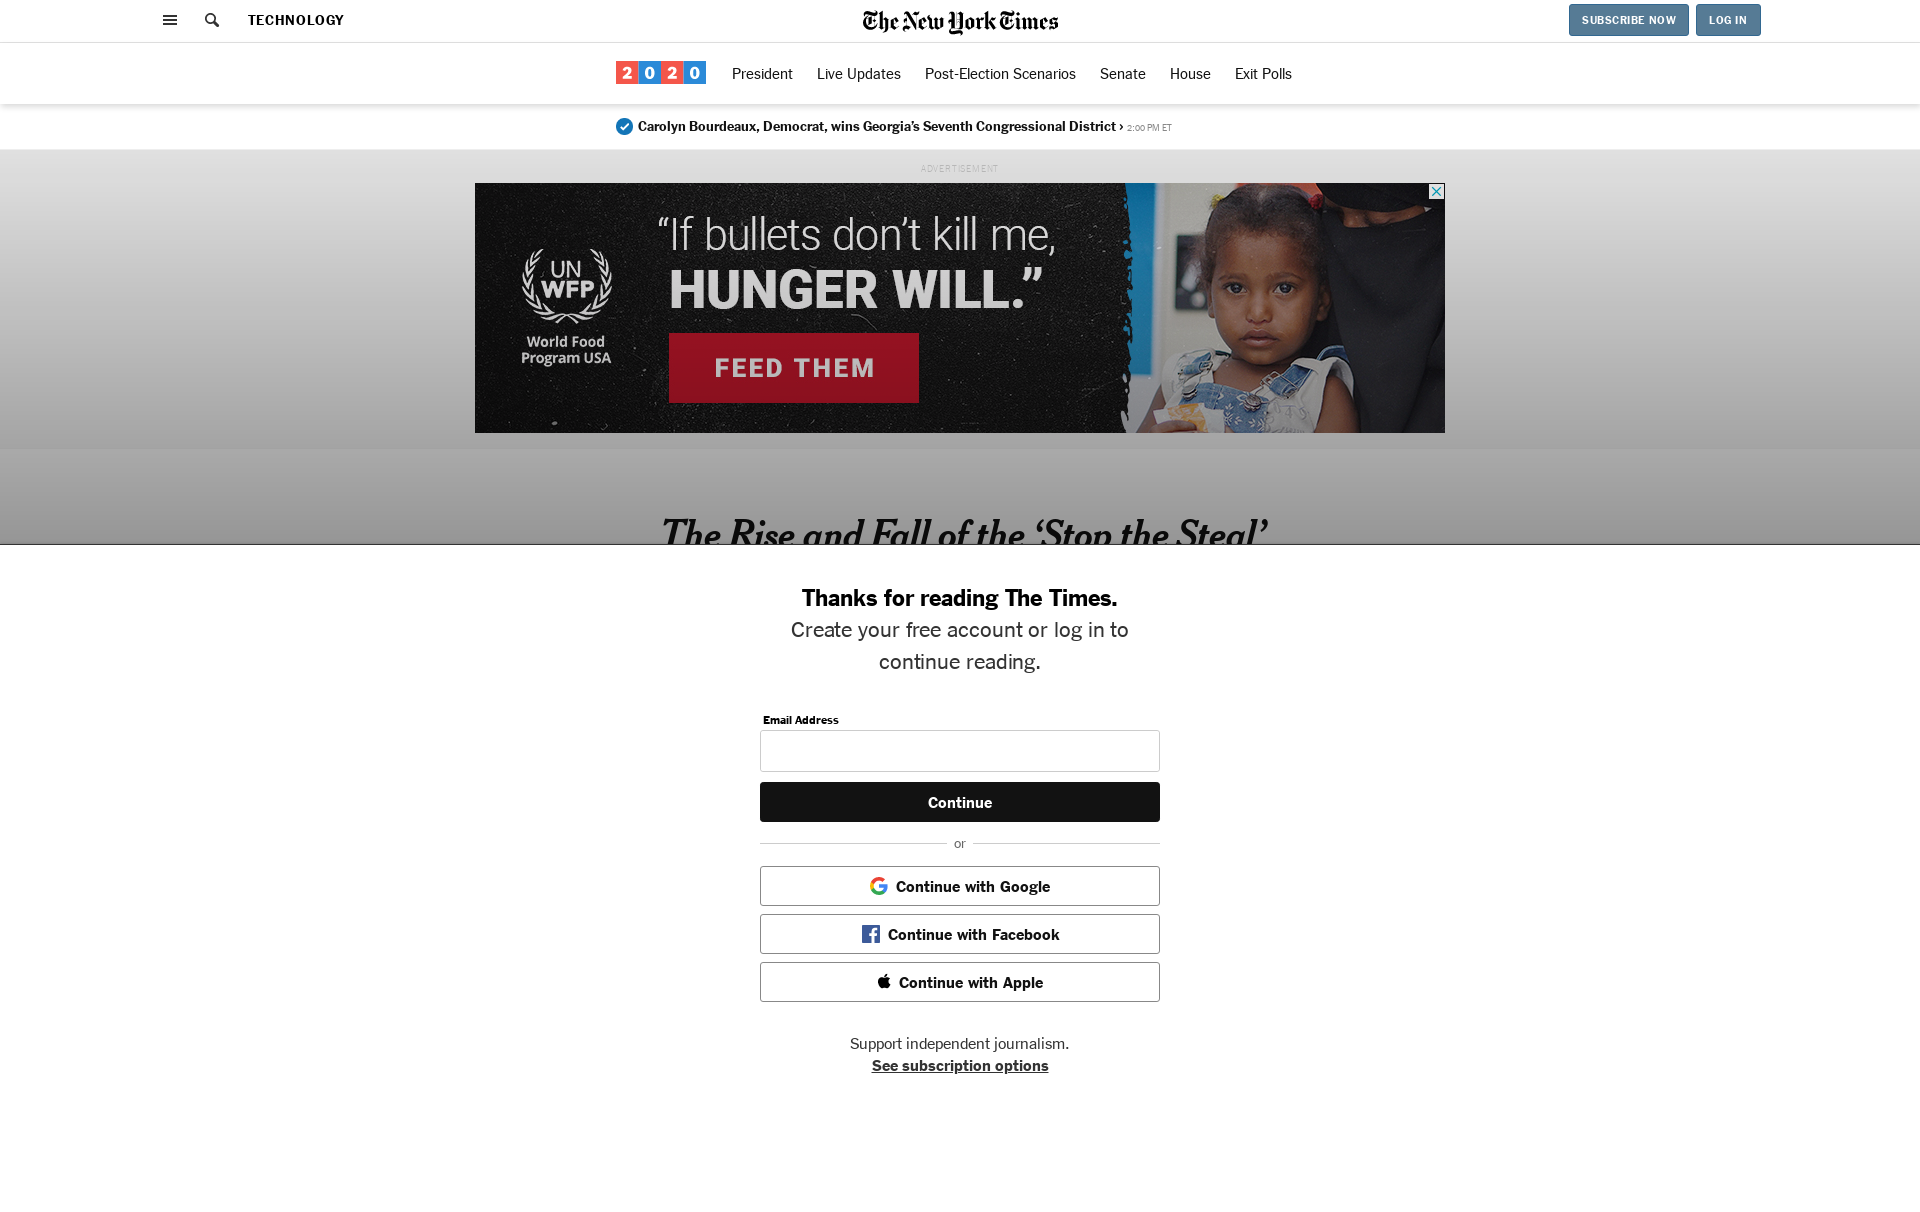 TECHNOLOGY
The New York Times
SUBSCRIBE NOW
LOG IN
2020
President
Live Updates
Post-Election Scenarios
Senate
House
Exit Polls
Carolyn Bourdeaux, Democrat, wins Georgia’s Seventh Congressional District › 2:00 PM ET
ADVERTISEMENT
“If bullets don’t kill me,
HUNGER WILL.”
UN
WFP
World Food
Program USA
FEED THEM
The Rise and Fall of the ‘Stop the Steal’
Thanks for reading The Times.
Create your free account or log in to
continue reading.
Email Address
Continue
or
Continue with Google
Continue with Facebook
Continue with Apple
Support independent journalism.
See subscription options